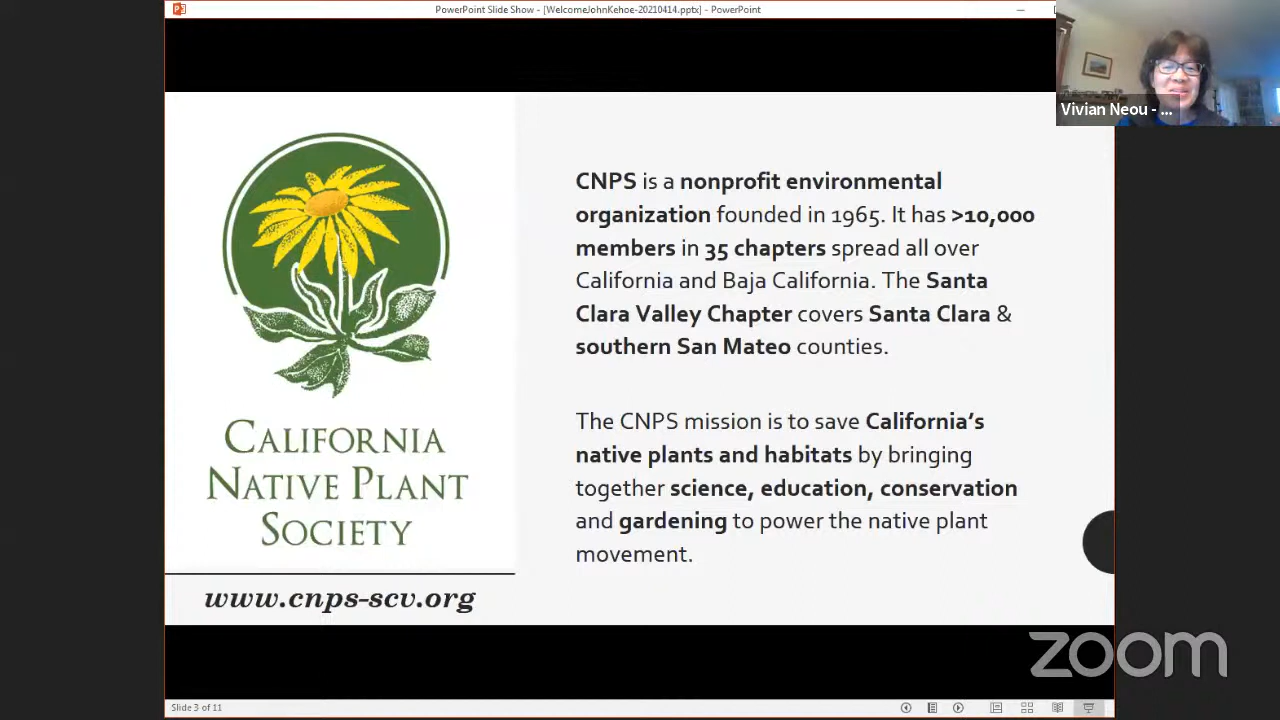 PowerPoint Slide Show - [WelcomeJohnKehoe-20210414.pptx] - PowerPoint
Vivian Neou - ...
CNPS is a nonprofit environmental
organization founded in 1965. It has >10,000
members in 35 chapters spread all over
California and Baja California. The Santa
Clara Valley Chapter covers Santa Clara &
southern San Mateo counties.
The CNPS mission is to save California’s
native plants and habitats by bringing
together science, education, conservation
and gardening to power the native plant
movement.
CALIFORNIA
NATIVE PLANT
SOCIETY
www.cnps-scv.org
zoom
Slide 3 of 11